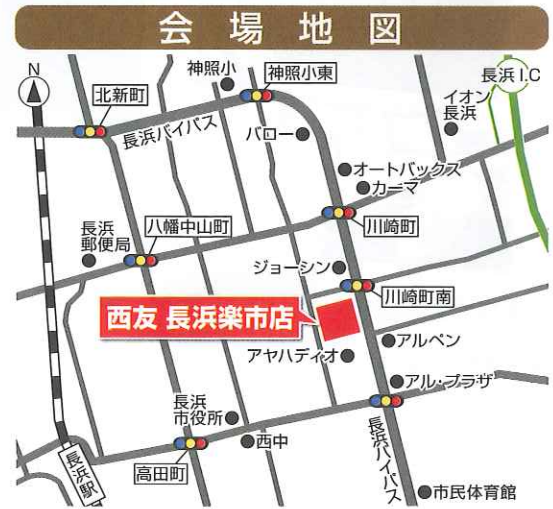 会場地図
N
神照小
神照小東
長浜I.C
北新町
イオン
長浜
長浜バイパス
バロー
オートバックス
カーマ
長浜
郵便局
八幡中山町
川崎町
ジョーシン
川崎町南
西友 長浜楽市店
アルペン
アヤハディオ
アル・プラザ
長浜
市役所
西中
長浜バイパス
長浜駅
高田町
市民体育館